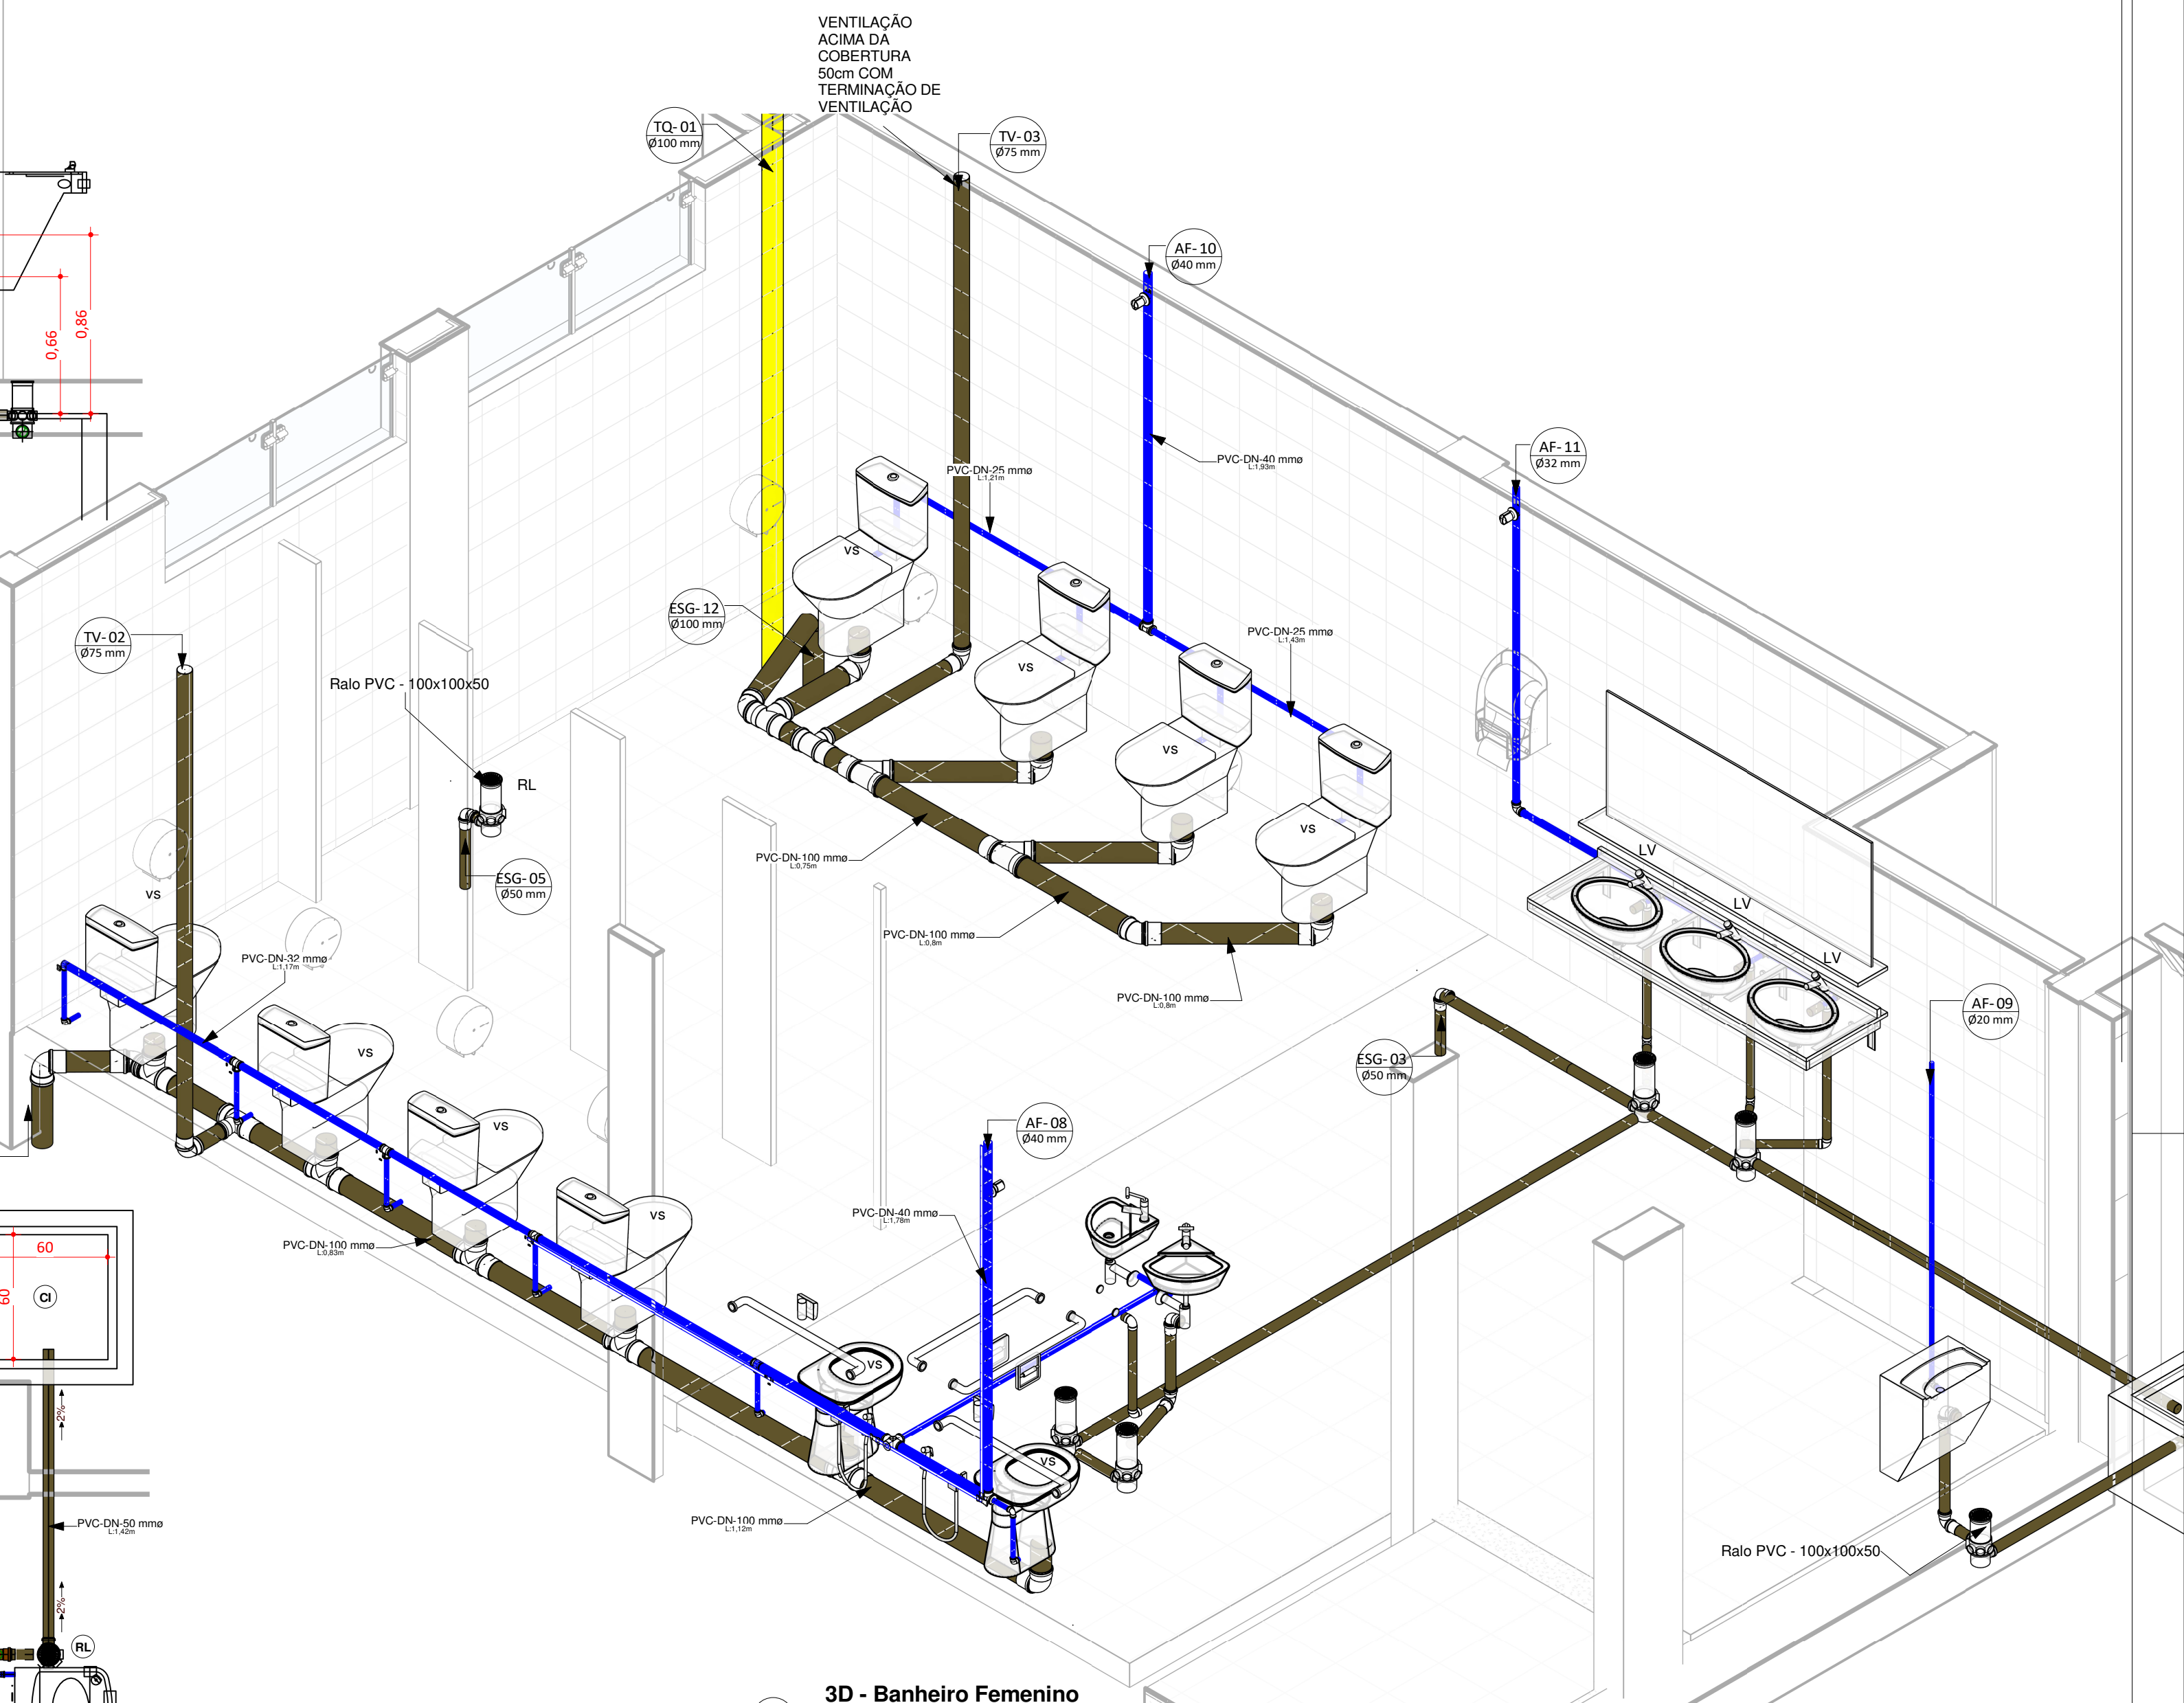 VENTILAÇÃO
ACIMA DA
COBERTURA
50cm COM
TERMINAÇÃO DE
VENTILAÇÃO
TQ-01
Ø100 mm
TV-03
Ø75 mm
AF-10
Ø40 mm
0,66
0,86
AF-11
Ø32 mm
PVC-DN-40 mmø
L:1,93m
PVC-DN-25 mmø
L:1,21m
VS
ESG-12
Ø100 mm
TV-02
Ø75 mm
PVC-DN-25 mmø
L:1,43m
VS
Ralo PVC - 100x100x50
RL
VS
VS
PVC-DN-100 mmø
L:0,75m
LV
ESG-05
Ø50 mm
VS
LV
PVC-DN-100 mmø
L:0,8m
LV
PVC-DN-32 mmø
L:1,17m
PVC-DN-100 mmø
L:0,8m
AF-09
Ø20 mm
VS
ESG-03
Ø50 mm
VS
AF-08
Ø40 mm
VS
PVC-DN-40 mmø
L:1,78m
PVC-DN-100 mmø
L:0,83m
60
60
CI
VS
2%
VS
PVC-DN-50 mmø
L:1,42m
PVC-DN-100 mmø
L:1,12m
Ralo PVC - 100x100x50
2%
RL
3D - Banheiro Femenino